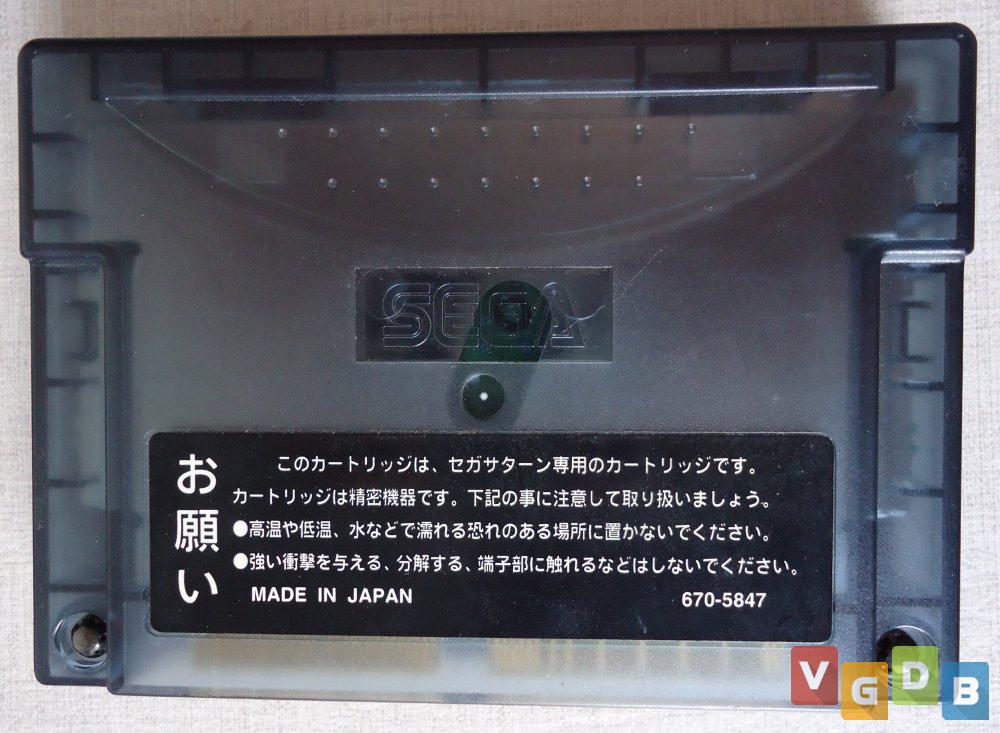 SEGA
お願い
このカートリッジは、セガサターン専用のカートリッジです。
カートリッジは精密機器です。下記の事に注意して取り扱いましょう。
●高温や低温、水などで濡れる恐れのある場所に置かないでください。
●強い衝撃を与える、分解する、端子部に触れるなどはしないでください。
MADE IN JAPAN 670-5847
VGDB